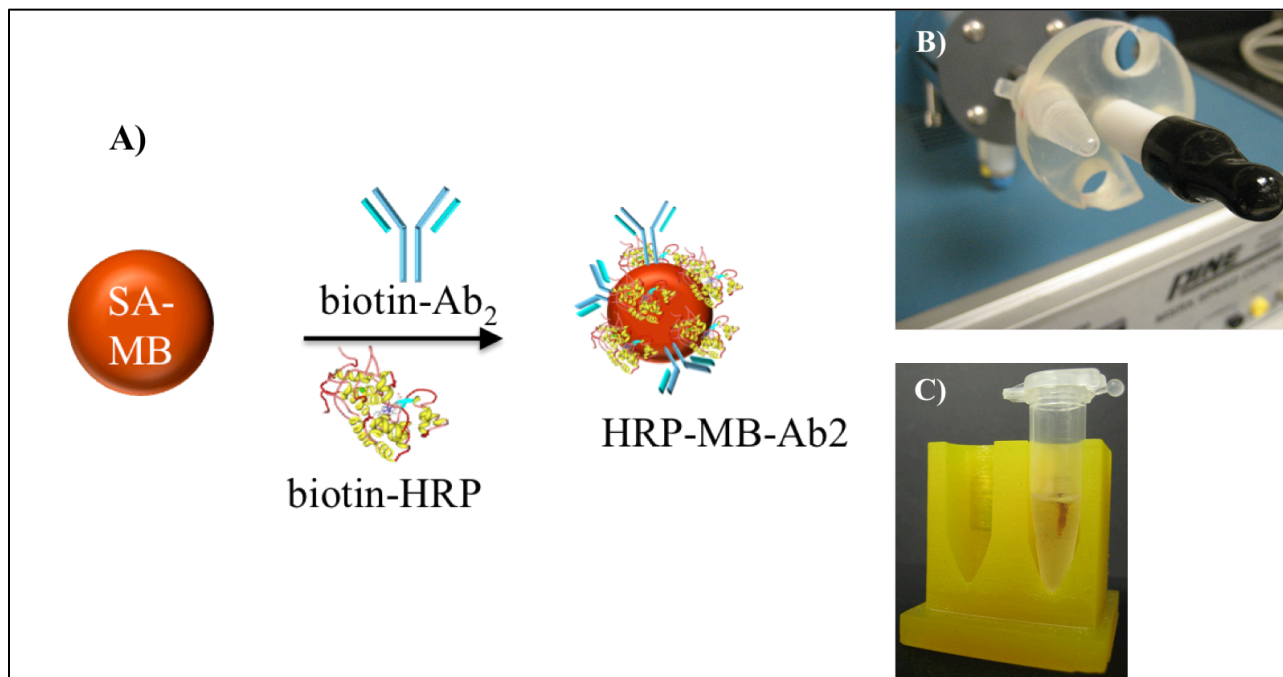 A)
SA-
MB
biotin-Ab₂
biotin-HRP
HRP-MB-Ab2
B)
PINE
C)